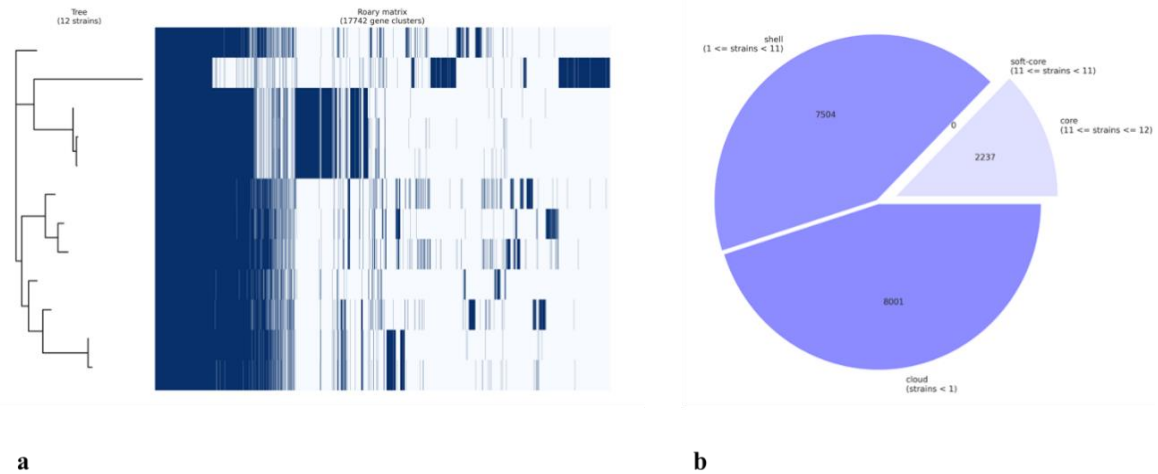 Tree
(12 strains)
Roary matrix
(17742 gene clusters)
shell
(1 <= strains < 11)
soft-core
(11 <= strains < 11)
core
(11 <= strains <= 12)
7504
0
2237
8001
cloud
(strains < 1)
a
b